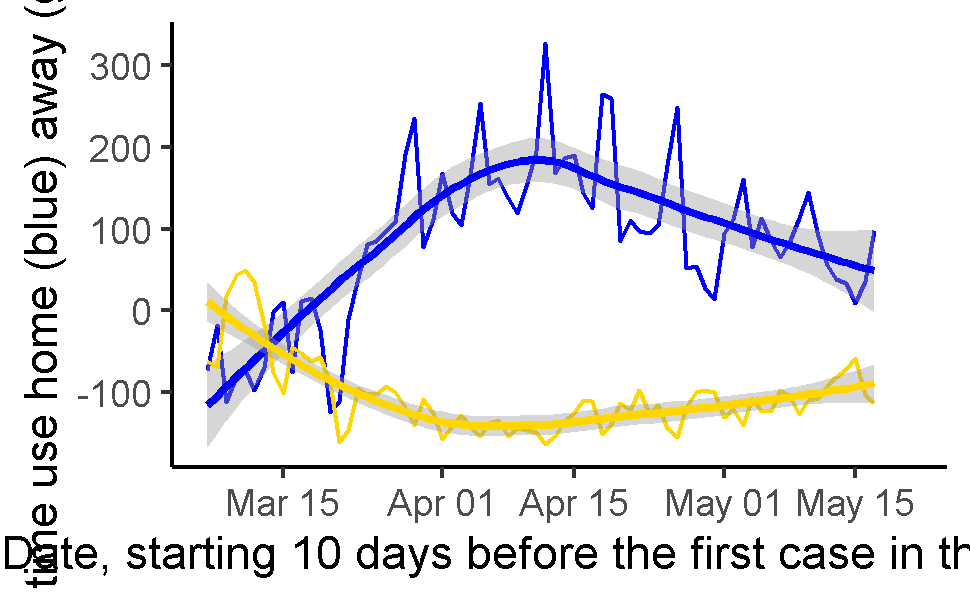 time use home (blue) away (
300
200
100
0
-100
Mar 15 Apr 01 Apr 15 May 01 May 15
Date, starting 10 days before the first case in th